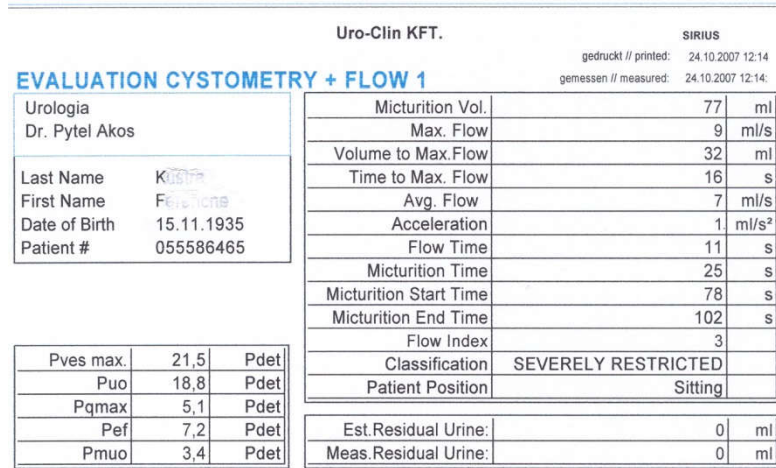 Uro-Clin KFT.
SIRIUS
gedruckt // printed: 24.10.2007 12:14
gemessen // measured: 24.10.2007 12:14:
EVALUATION CYSTOMETRY + FLOW 1
Urologia
Dr. Pytel Akos
Last Name
First Name
Date of Birth 15.11.1935
Patient # 055586465
Micturition Vol. 77 ml
Max. Flow 9 ml/s
Volume to Max.Flow 32 ml
Time to Max. Flow 16 s
Avg. Flow 7 ml/s
Acceleration 1. ml/s²
Flow Time 11 s
Micturition Time 25 s
Micturition Start Time 78 s
Micturition End Time 102 s
Flow Index 3
Classification SEVERELY RESTRICTED
Patient Position Sitting
Pves max. 21,5 Pdet
Puo 18,8 Pdet
Pqmax 5,1 Pdet
Pef 7,2 Pdet
Pmuo 3,4 Pdet
Est.Residual Urine: 0 ml
Meas.Residual Urine: 0 ml